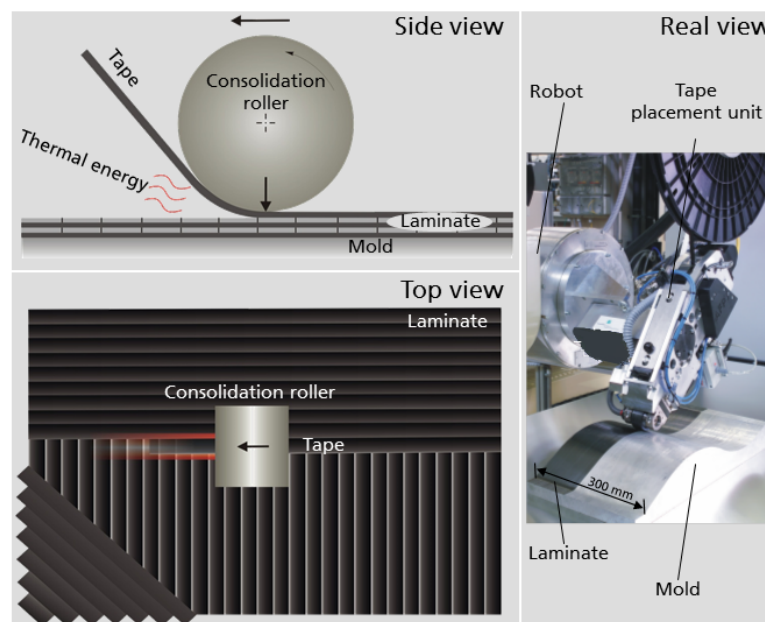 Side view
Tape
Consolidation
roller
Thermal energy
Laminate
Mold
Top view
Laminate
Consolidation roller
Tape
Real view
Robot
Tape
placement unit
300 mm
Laminate
Mold